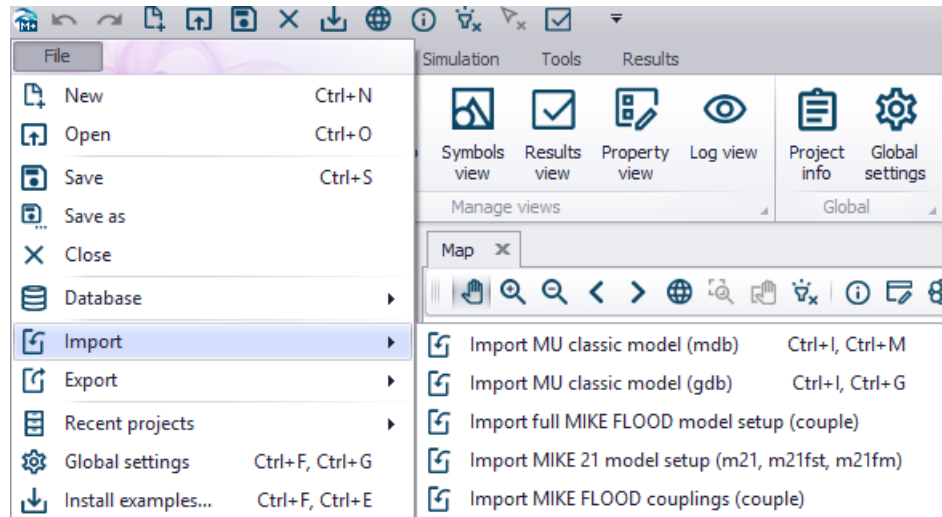 M+
File
Simulation Tools Results
New Ctrl+N
Open Ctrl+O
Save Ctrl+S
Save as
Close
Database
Import
Export
Recent projects
Global settings Ctrl+F, Ctrl+G
Install examples... Ctrl+F, Ctrl+E
Symbols view
Results view
Property view
Log view
Project info
Global settings
Manage views
Global
Map
Import MU classic model (mdb) Ctrl+I, Ctrl+M
Import MU classic model (gdb) Ctrl+I, Ctrl+G
Import full MIKE FLOOD model setup (couple)
Import MIKE 21 model setup (m21, m21fst, m21fm)
Import MIKE FLOOD couplings (couple)